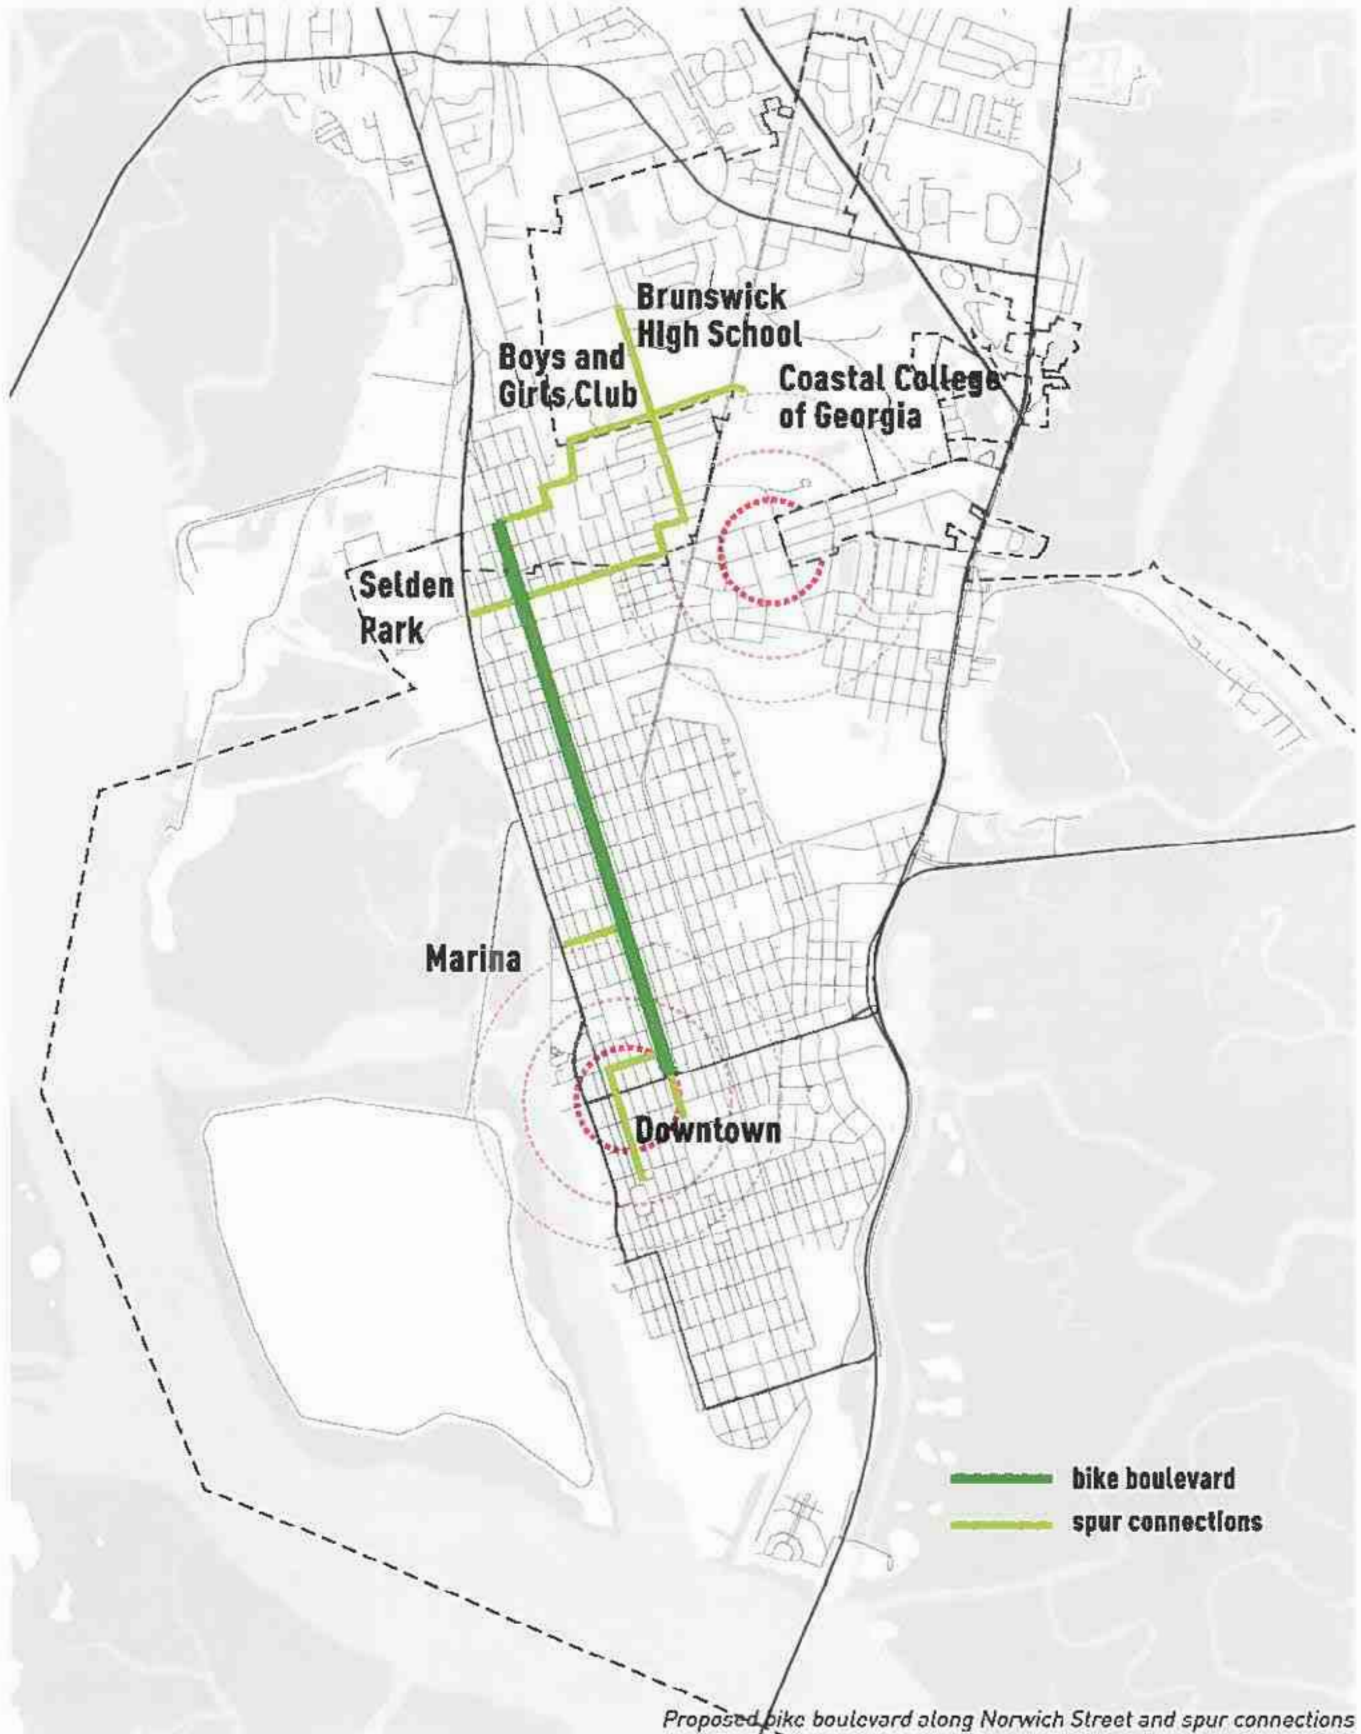 Brunswick
High School
Boys and
Girls Club
Coastal College
of Georgia
Selden
Park
Marina
Downtown
bike boulevard
spur connections
Proposed bike boulevard along Norwich Street and spur connections